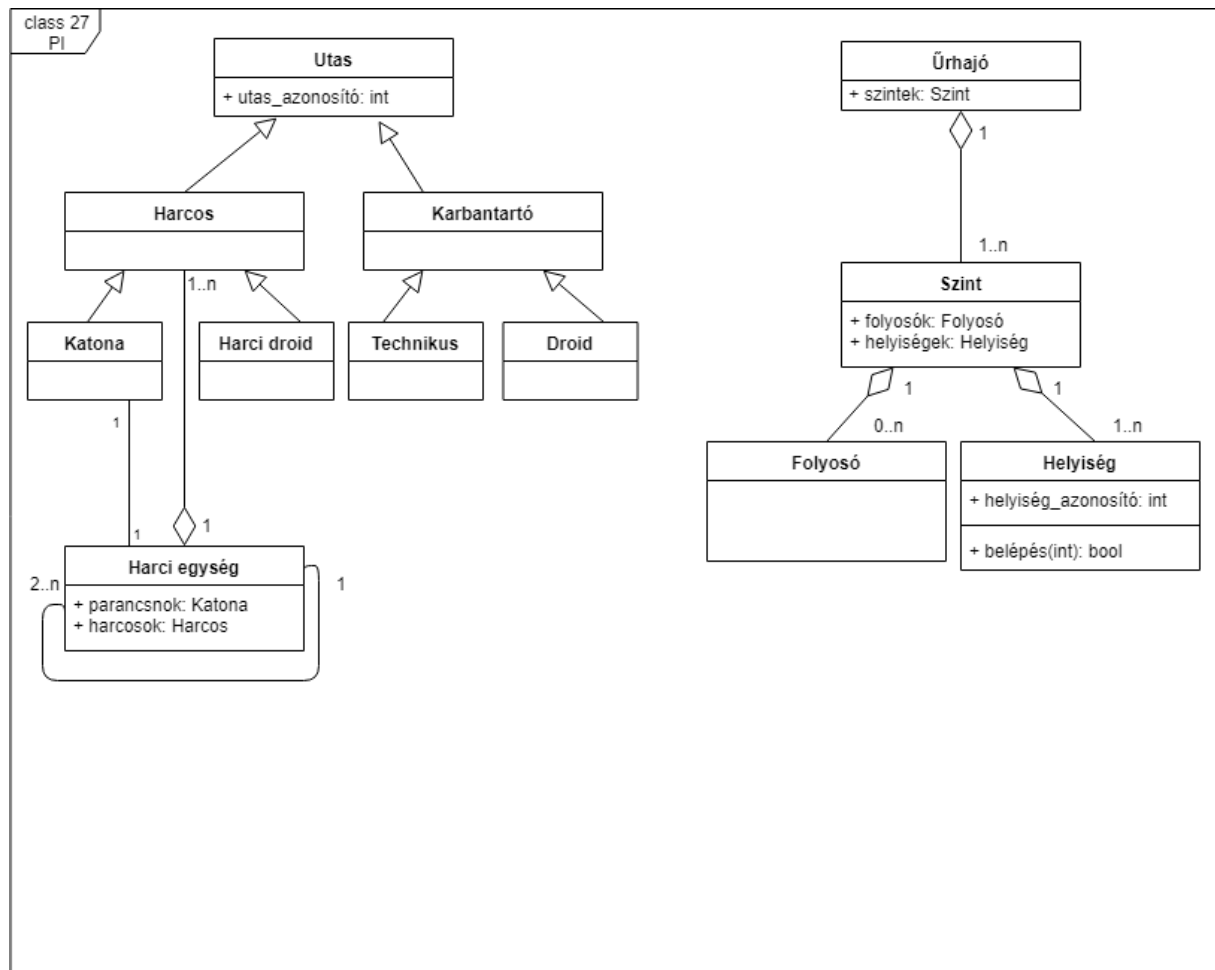 class 27
PI
Utas
+ utas_azonosító: int
Harcos
Karbantartó
1..n
Katona
Harci droid
Technikus
Droid
1
1
1
Harci egység
+ parancsnok: Katona
+ harcosok: Harcos
2..n
1
Űrhajó
+ szintek: Szint
1
1..n
Szint
+ folyosók: Folyosó
+ helyiségek: Helyiség
1
1
0..n
1..n
Folyosó
Helyiség
+ helyiség_azonosító: int
+ belépés(int): bool